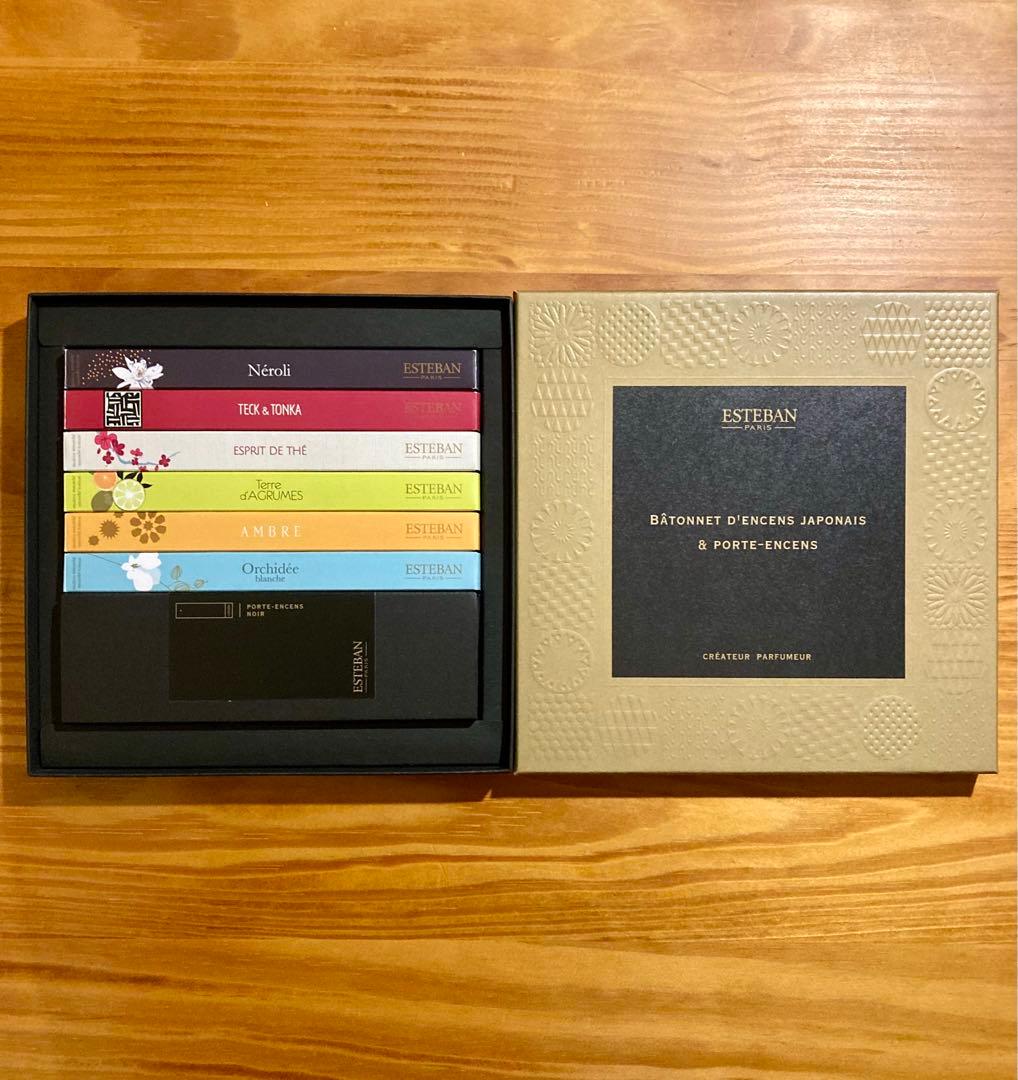 Néroli
ESTEBAN
PARIS
TECK & TONKA
ESTEBAN
PARIS
ESPRIT DE THÉ
ESTEBAN
PARIS
Terre
d'AGRUMES
ESTEBAN
PARIS
AMBRE
ESTEBAN
PARIS
Orchidée
blanche
ESTEBAN
PARIS
PORTE-ENCENS
NOIR
ESTEBAN
PARIS
ESTEBAN
PARIS
BÂTONNET D'ENCENS JAPONAIS
& PORTE-ENCENS
CRÉATEUR PARFUMEUR